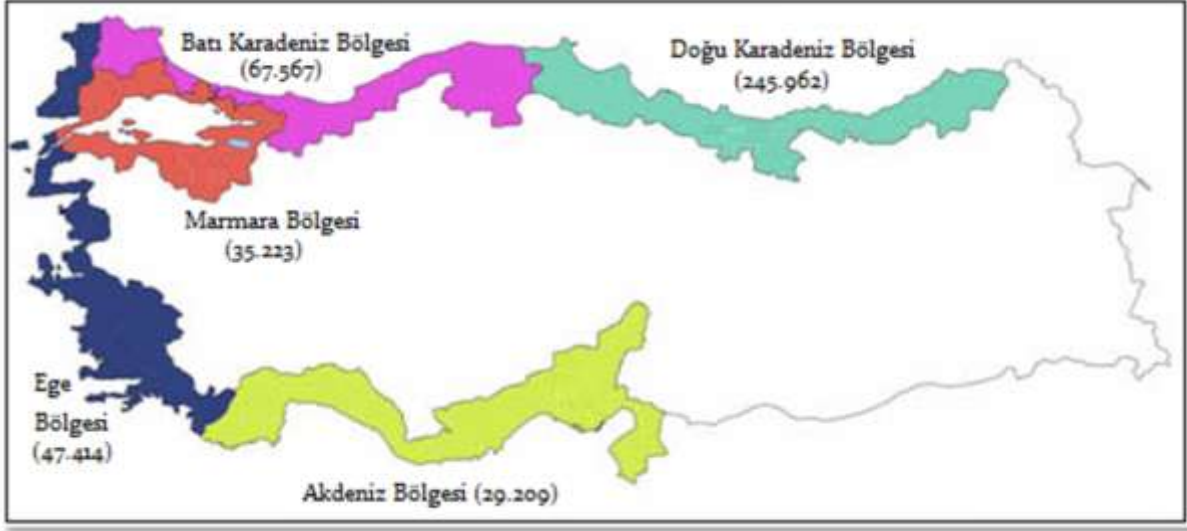 Batı Karadeniz Bölgesi
(67.567)
Doğu Karadeniz Bölgesi
(245.962)
Marmara Bölgesi
(35.223)
Ege
Bölgesi
(47.414)
Akdeniz Bölgesi (29.209)